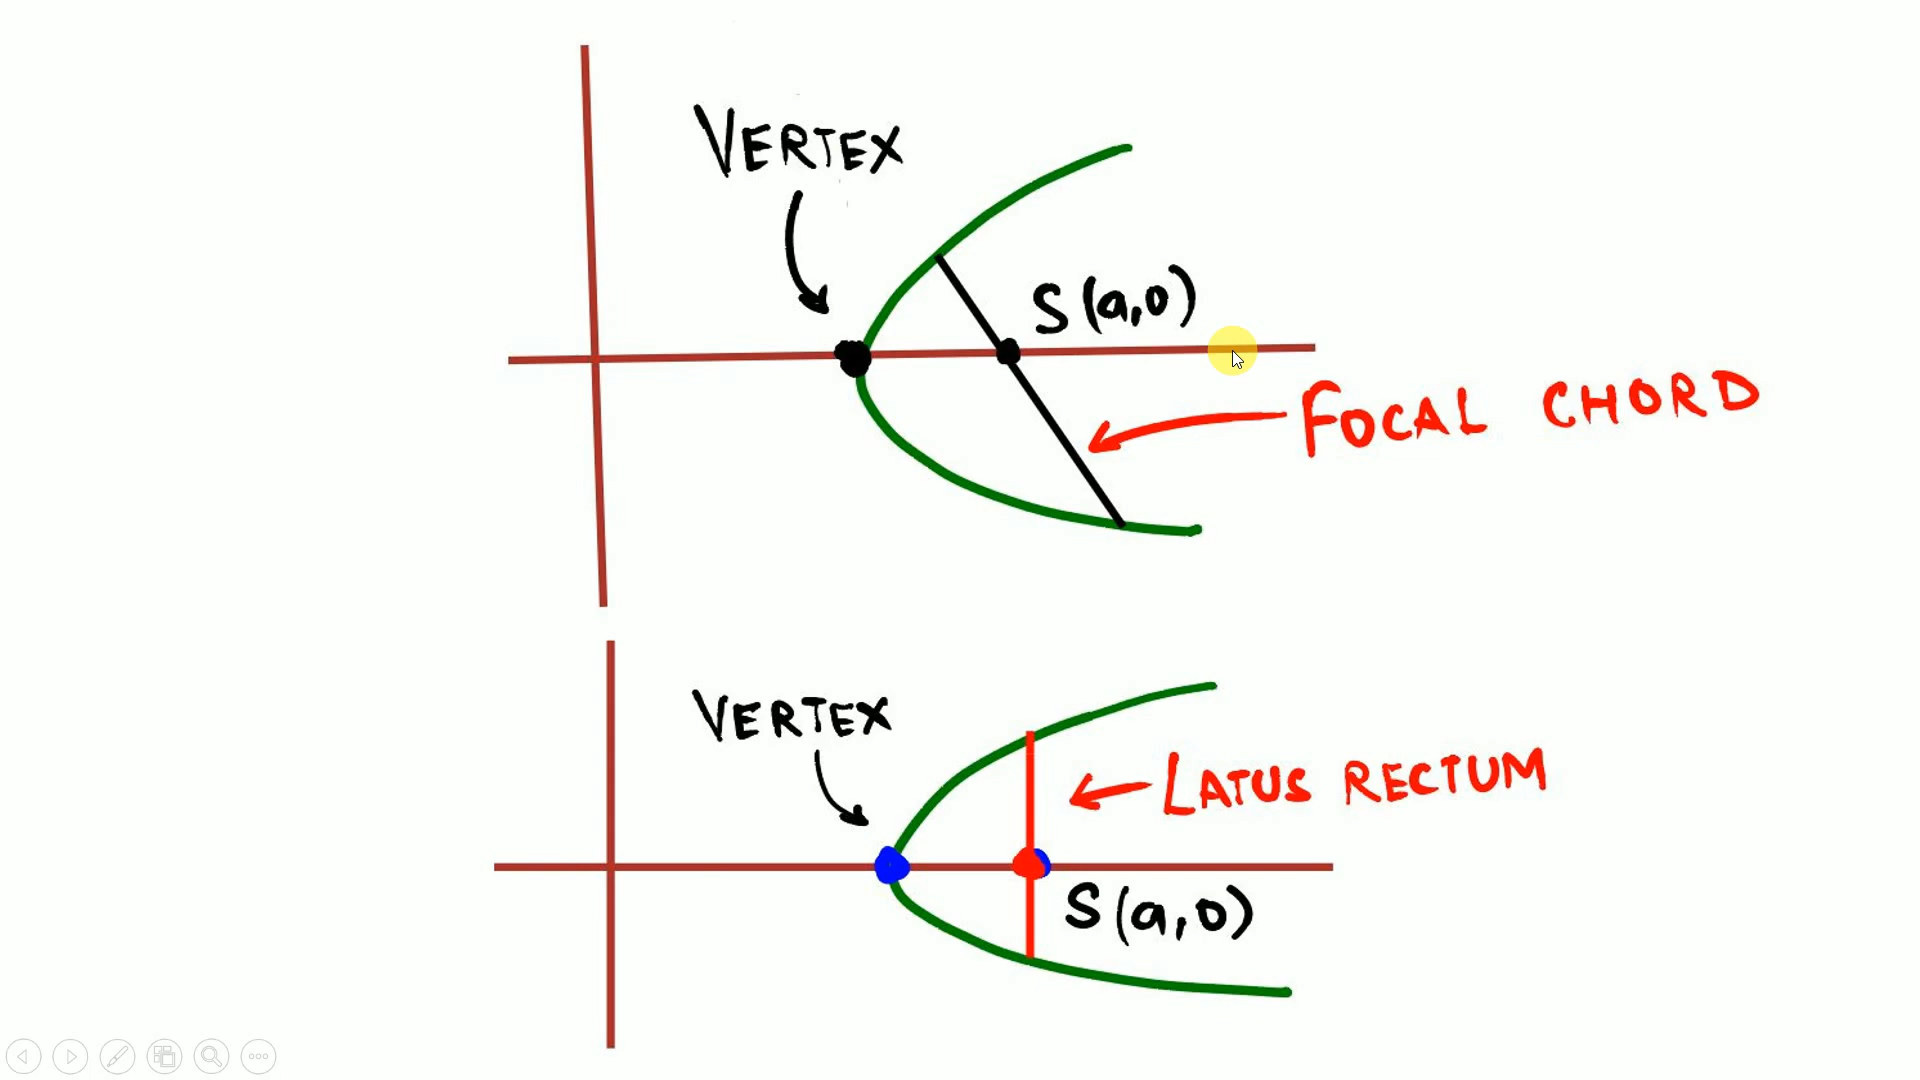 VERTEX
S(a,0)
FOCAL CHORD
VERTEX
LATUS RECTUM
S(a,0)